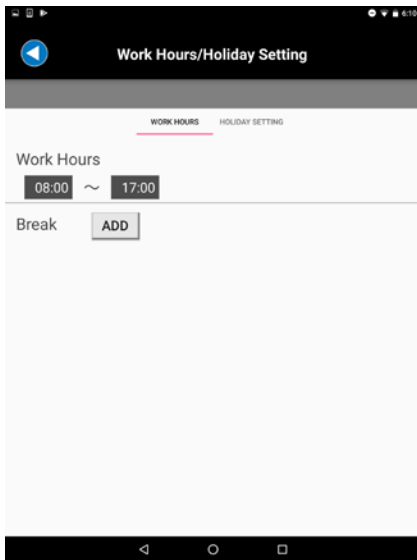 6:10
Work Hours/Holiday Setting
WORK HOURS HOLIDAY SETTING
Work Hours
08:00 ～ 17:00
Break ADD